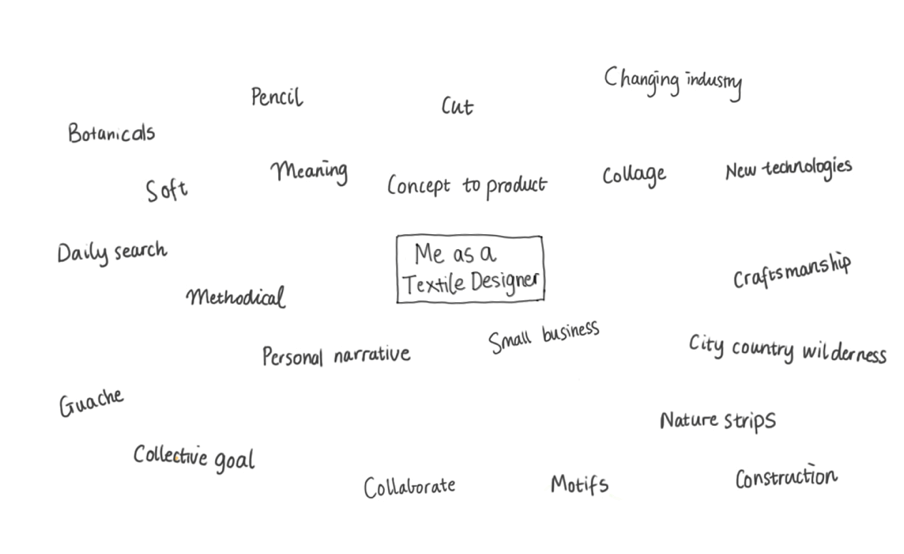 Changing industry
Pencil
Cut
Botanicals
Meaning
Collage
New technologies
Soft
Concept to product
Daily search
Me as a
Textile Designer
Craftsmanship
Methodical
Small business
Personal narrative
City country wilderness
Guache
Nature strips
Collective goal
Collaborate
Motifs
Construction